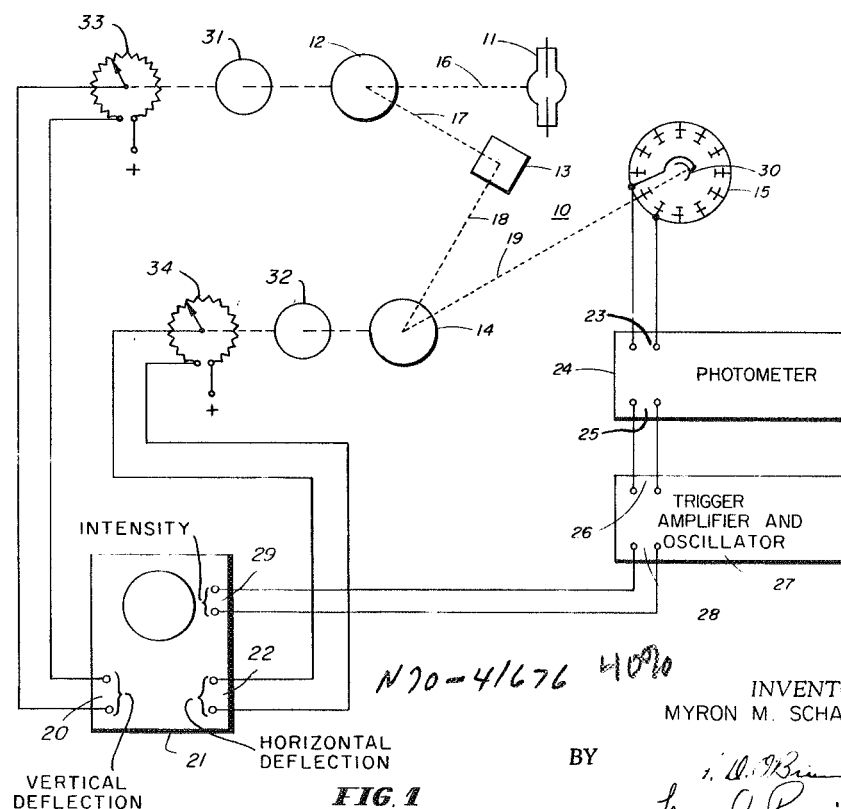 33
31
12
11
16
17
13
30
15
10
18
19
34
32
14
23
24
PHOTOMETER
25
26
TRIGGER
AMPLIFIER AND
OSCILLATOR
27
28
INTENSITY
29
22
20
21
VERTICAL
DEFLECTION
HORIZONTAL
DEFLECTION
+
+
N70-41676 40%
INVENT
MYRON M. SCHA
BY
FIG. 1